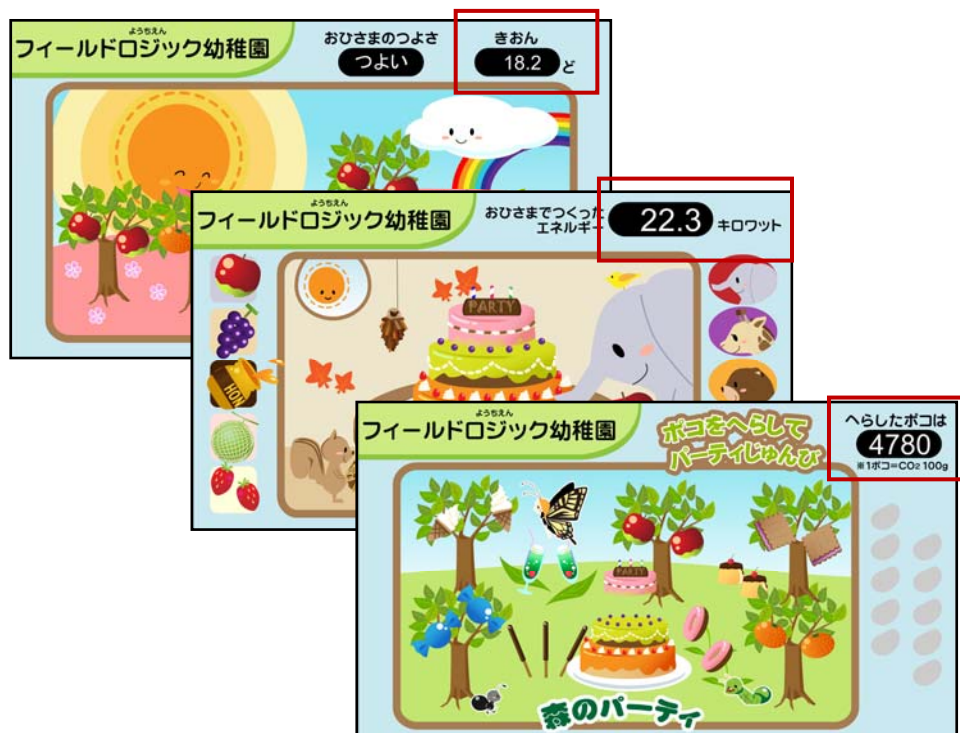 ようちえん
フィールドロジック幼稚園
おひさまのつよさ
つよい
きおん
18.2 ど
ようちえん
フィールドロジック幼稚園
おひさまでつくった
エネルギー
22.3 キロワット
PARTY
HON
ようちえん
フィールドロジック幼稚園
ポコをへらして
パーティじゅんび
へらしたポコは
4780
※1ポコ=CO2 100g
PARTY
森のパーティ